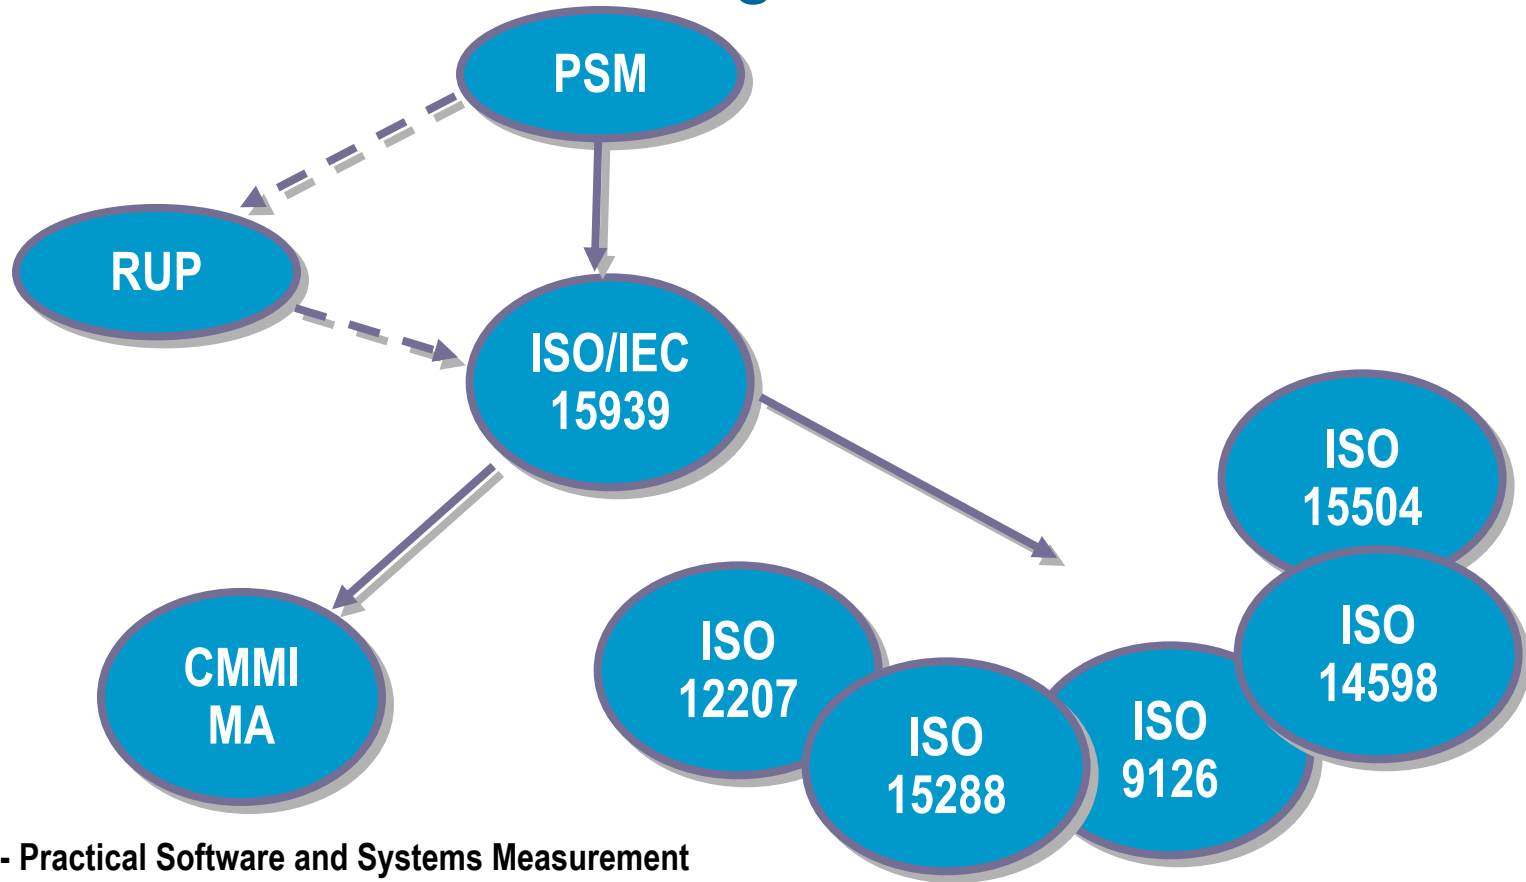 PSM
RUP
ISO/IEC
15939
ISO
15504
ISO
14598
ISO
12207
CMMI
MA
ISO
15288
ISO
9126
- Practical Software and Systems Measurement